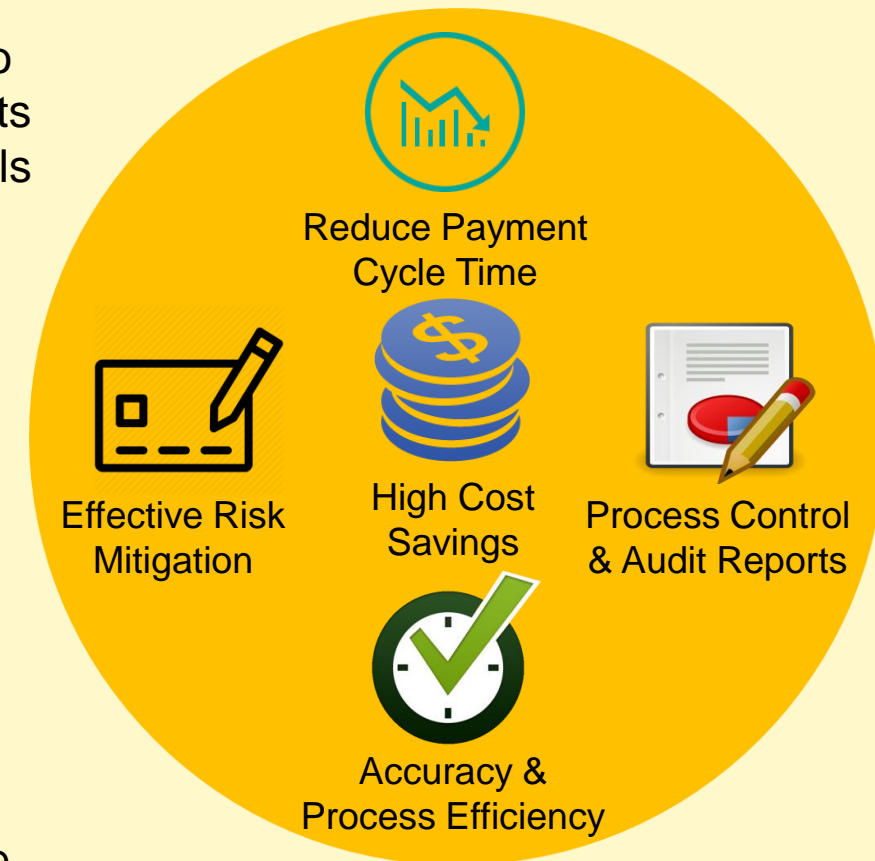 Reduce Payment
Cycle Time
$
Effective Risk
Mitigation
High Cost
Savings
Process Control
& Audit Reports
Accuracy &
Process Efficiency